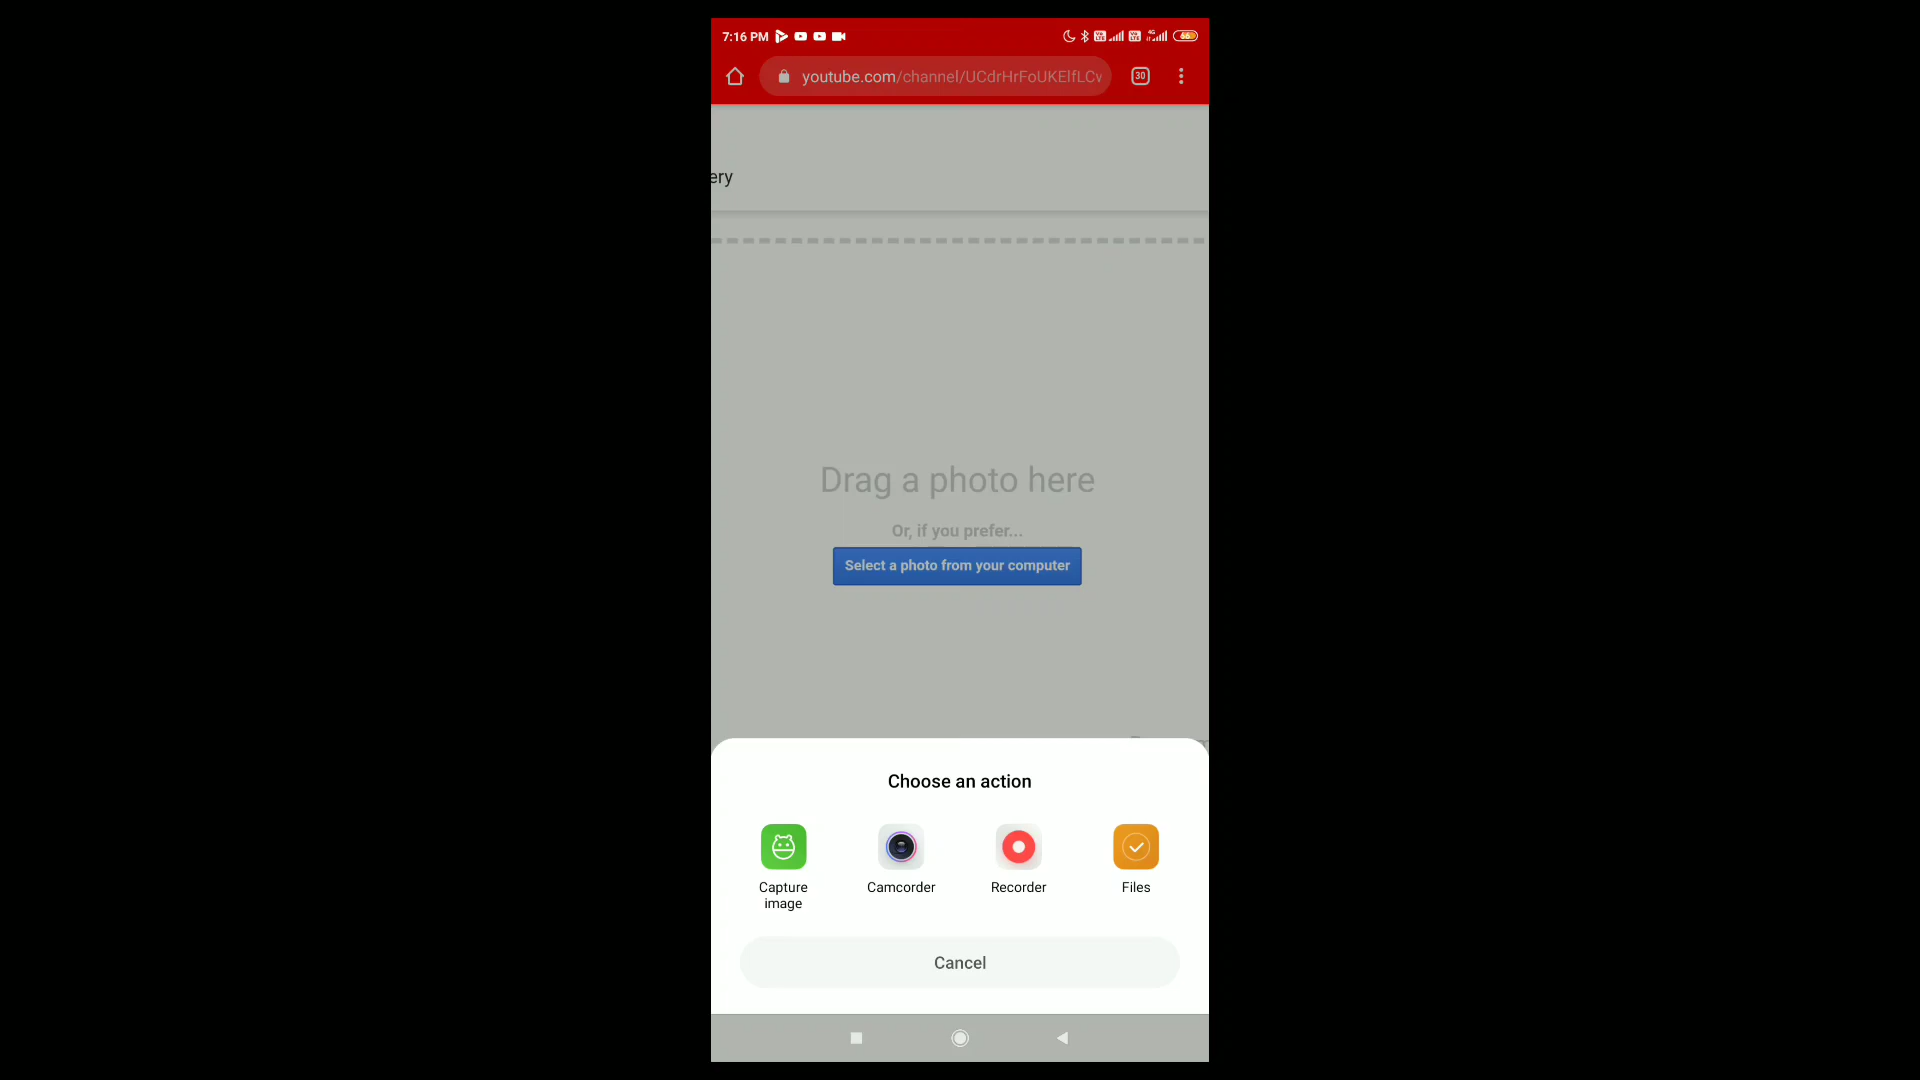 7:16 PM
56
youtube.com/channel/UCdrHrFoUKElfLCv
30
ery
Drag a photo here
Or, if you prefer...
Select a photo from your computer
Choose an action
Capture image
Camcorder
Recorder
Files
Cancel